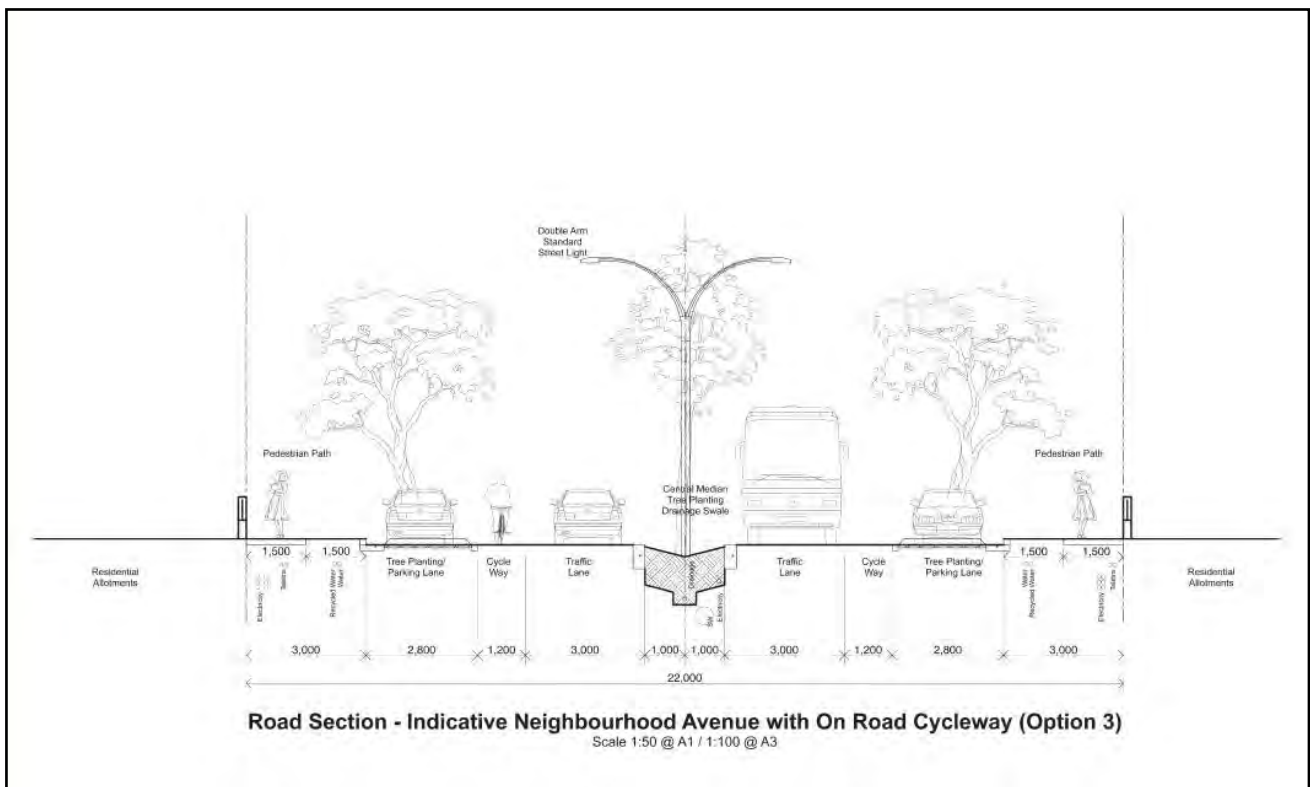 Double Arm
Standard
Street Light
Pedestrian Path
Pedestrian Path
Central Median
Tree Planting
Drainage Swale
1,500
1,500
1,500
1,500
Residential
Allotments
Electricity
Telstra
Recycled Water
Water
Tree Planting/
Parking Lane
Cycle
Way
Traffic
Lane
Drainage
SW
Electricity
Traffic
Lane
Cycle
Way
Tree Planting/
Parking Lane
Water
Recycled Water
Electricity
Telstra
Residential
Allotments
3,000
2,800
1,200
3,000
1,000
1,000
3,000
1,200
2,800
3,000
22,000
Road Section - Indicative Neighbourhood Avenue with On Road Cycleway (Option 3)
Scale 1:50 @ A1 / 1:100 @ A3